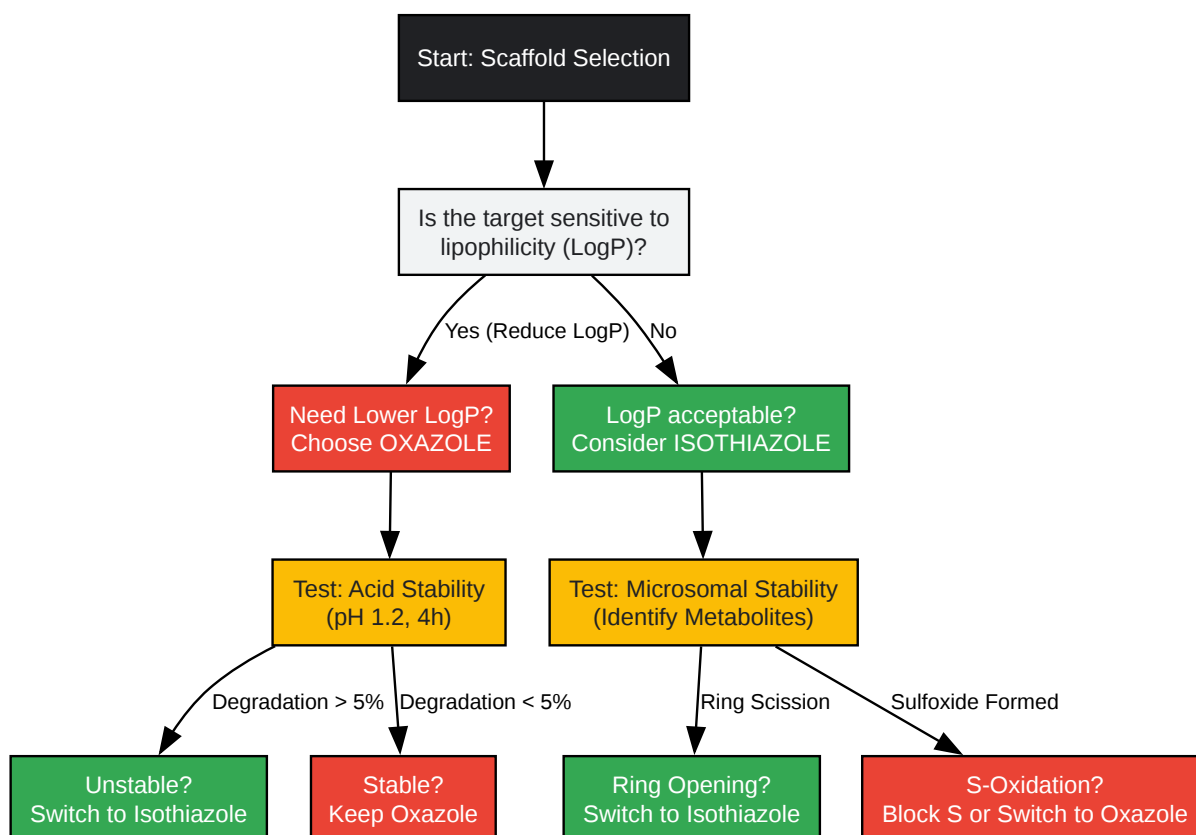 Start: Scaffold Selection
Is the target sensitive to
lipophilicity (LogP)?
Yes (Reduce LogP)
No
Need Lower LogP?
Choose OXAZOLE
LogP acceptable?
Consider ISOTHIAZOLE
Test: Acid Stability
(pH 1.2, 4h)
Test: Microsomal Stability
(Identify Metabolites)
Degradation > 5%
Degradation < 5%
Ring Scission
Sulfoxide Formed
Unstable?
Switch to Isothiazole
Stable?
Keep Oxazole
Ring Opening?
Switch to Isothiazole
S-Oxidation?
Block S or Switch to Oxazole